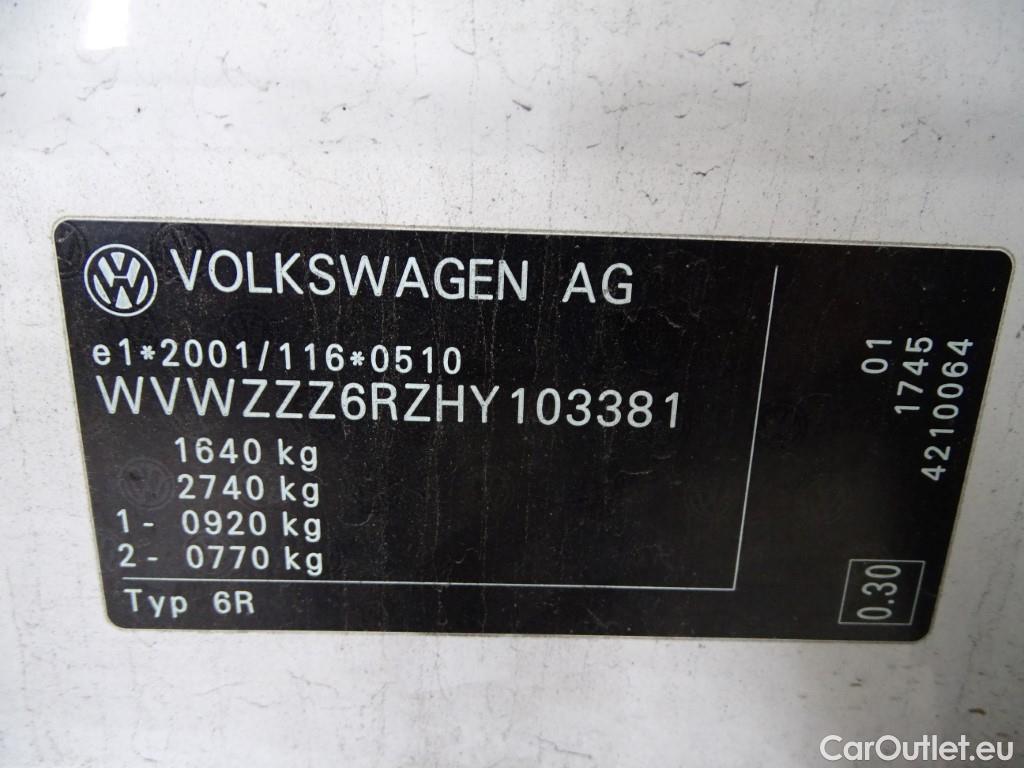 VOLKSWAGEN AG
e1*2001/116*0510
WVWZZZ6RZHY103381
1640 kg
2740 kg
1- 0920 kg
2- 0770 kg
Typ 6R
01
1745
4210064
0.30
CarOutlet.eu